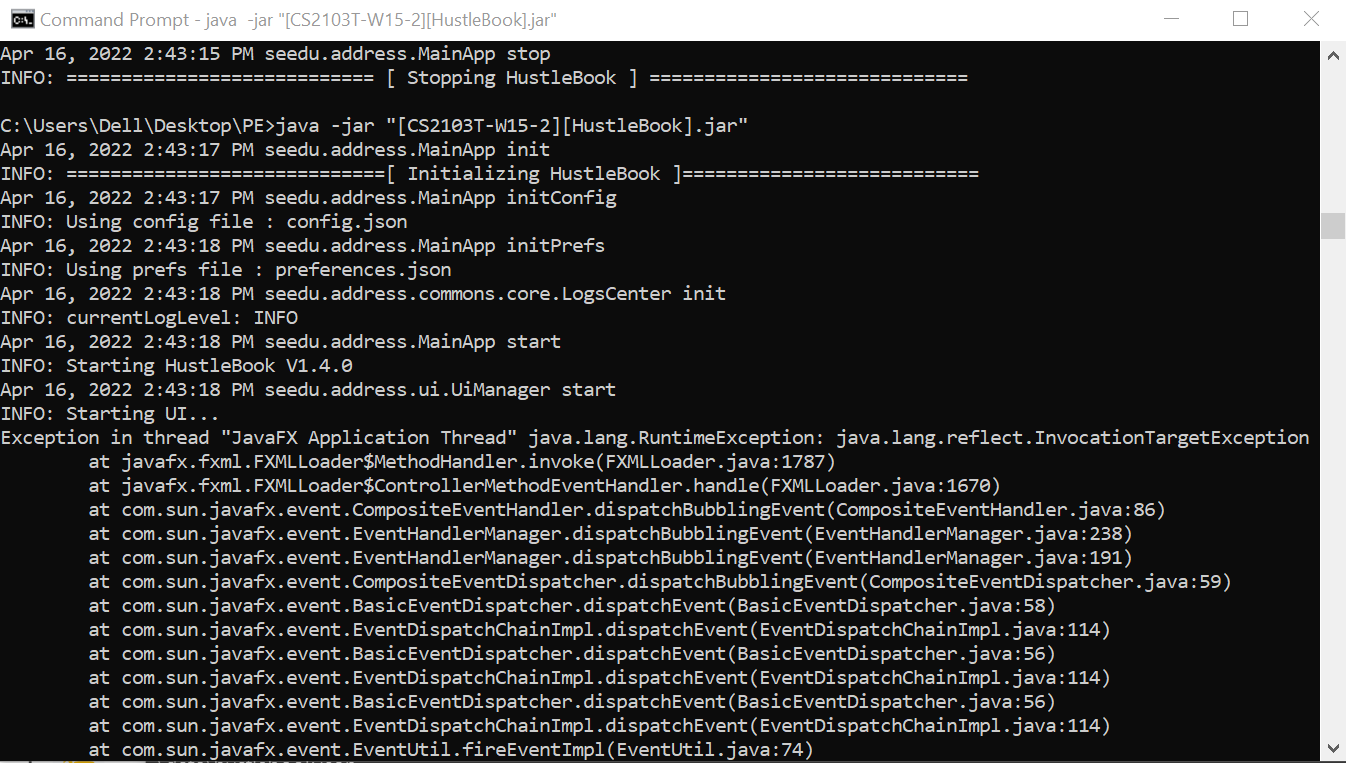 Command Prompt - java  -jar "[CS2103T-W15-2][HustleBook].jar"
Apr 16, 2022 2:43:15 PM seedu.address.MainApp stop
INFO: ============================ [ Stopping HustleBook ] =============================
C:\Users\Dell\Desktop\PE>java -jar "[CS2103T-W15-2][HustleBook].jar"
Apr 16, 2022 2:43:17 PM seedu.address.MainApp init
INFO: =============================[ Initializing HustleBook ]===========================
Apr 16, 2022 2:43:17 PM seedu.address.MainApp initConfig
INFO: Using config file : config.json
Apr 16, 2022 2:43:18 PM seedu.address.MainApp initPrefs
INFO: Using prefs file : preferences.json
Apr 16, 2022 2:43:18 PM seedu.address.commons.core.LogsCenter init
INFO: currentLogLevel: INFO
Apr 16, 2022 2:43:18 PM seedu.address.MainApp start
INFO: Starting HustleBook V1.4.0
Apr 16, 2022 2:43:18 PM seedu.address.ui.UiManager start
INFO: Starting UI...
Exception in thread "JavaFX Application Thread" java.lang.RuntimeException: java.lang.reflect.InvocationTargetException
        at javafx.fxml.FXMLLoader$MethodHandler.invoke(FXMLLoader.java:1787)
        at javafx.fxml.FXMLLoader$ControllerMethodEventHandler.handle(FXMLLoader.java:1670)
        at com.sun.javafx.event.CompositeEventHandler.dispatchBubblingEvent(CompositeEventHandler.java:86)
        at com.sun.javafx.event.EventHandlerManager.dispatchBubblingEvent(EventHandlerManager.java:238)
        at com.sun.javafx.event.EventHandlerManager.dispatchBubblingEvent(EventHandlerManager.java:191)
        at com.sun.javafx.event.CompositeEventDispatcher.dispatchBubblingEvent(CompositeEventDispatcher.java:59)
        at com.sun.javafx.event.BasicEventDispatcher.dispatchEvent(BasicEventDispatcher.java:58)
        at com.sun.javafx.event.EventDispatchChainImpl.dispatchEvent(EventDispatchChainImpl.java:114)
        at com.sun.javafx.event.BasicEventDispatcher.dispatchEvent(BasicEventDispatcher.java:56)
        at com.sun.javafx.event.EventDispatchChainImpl.dispatchEvent(EventDispatchChainImpl.java:114)
        at com.sun.javafx.event.BasicEventDispatcher.dispatchEvent(BasicEventDispatcher.java:56)
        at com.sun.javafx.event.EventDispatchChainImpl.dispatchEvent(EventDispatchChainImpl.java:114)
        at com.sun.javafx.event.EventUtil.fireEventImpl(EventUtil.java:74)